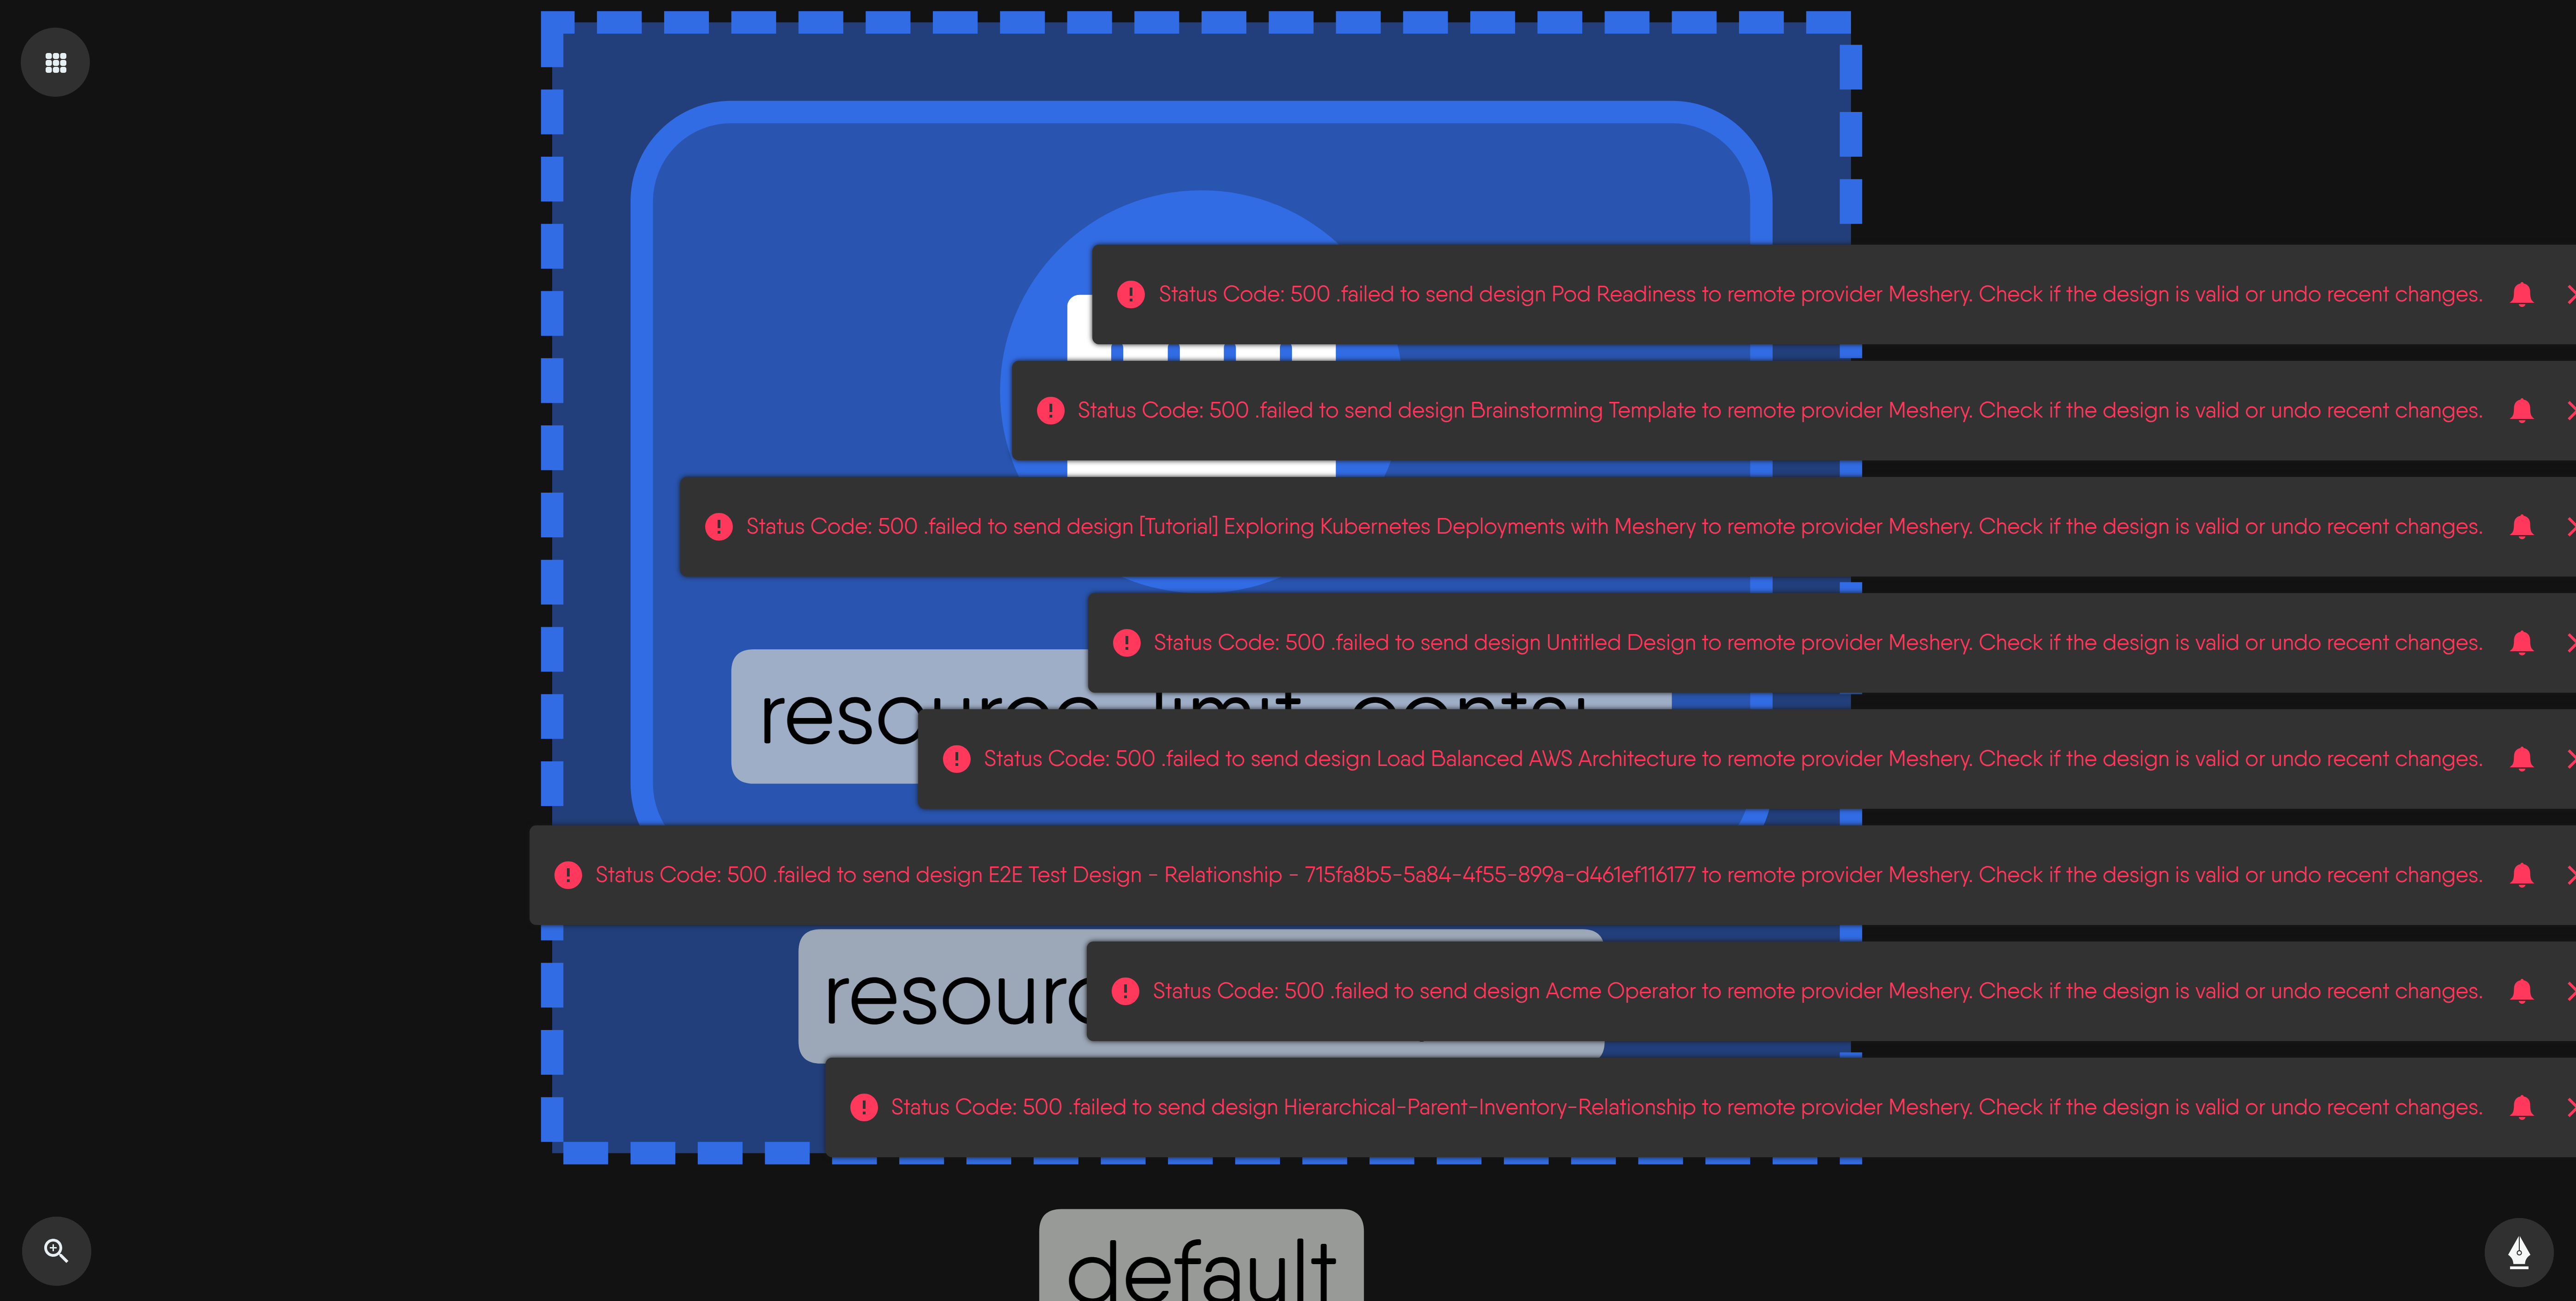 Status Code: 500 .failed to send design Pod Readiness to remote provider Meshery. Check if the design is valid or undo recent changes.
Status Code: 500 .failed to send design Brainstorming Template to remote provider Meshery. Check if the design is valid or undo recent changes.
Status Code: 500 .failed to send design [Tutorial] Exploring Kubernetes Deployments with Meshery to remote provider Meshery. Check if the design is valid or undo recent changes.
Status Code: 500 .failed to send design Untitled Design to remote provider Meshery. Check if the design is valid or undo recent changes.
Status Code: 500 .failed to send design Load Balanced AWS Architecture to remote provider Meshery. Check if the design is valid or undo recent changes.
Status Code: 500 .failed to send design E2E Test Design - Relationship - 715fa8b5-5a84-4f55-899a-d461ef116177 to remote provider Meshery. Check if the design is valid or undo recent changes.
Status Code: 500 .failed to send design Acme Operator to remote provider Meshery. Check if the design is valid or undo recent changes.
Status Code: 500 .failed to send design Hierarchical-Parent-Inventory-Relationship to remote provider Meshery. Check if the design is valid or undo recent changes.
default